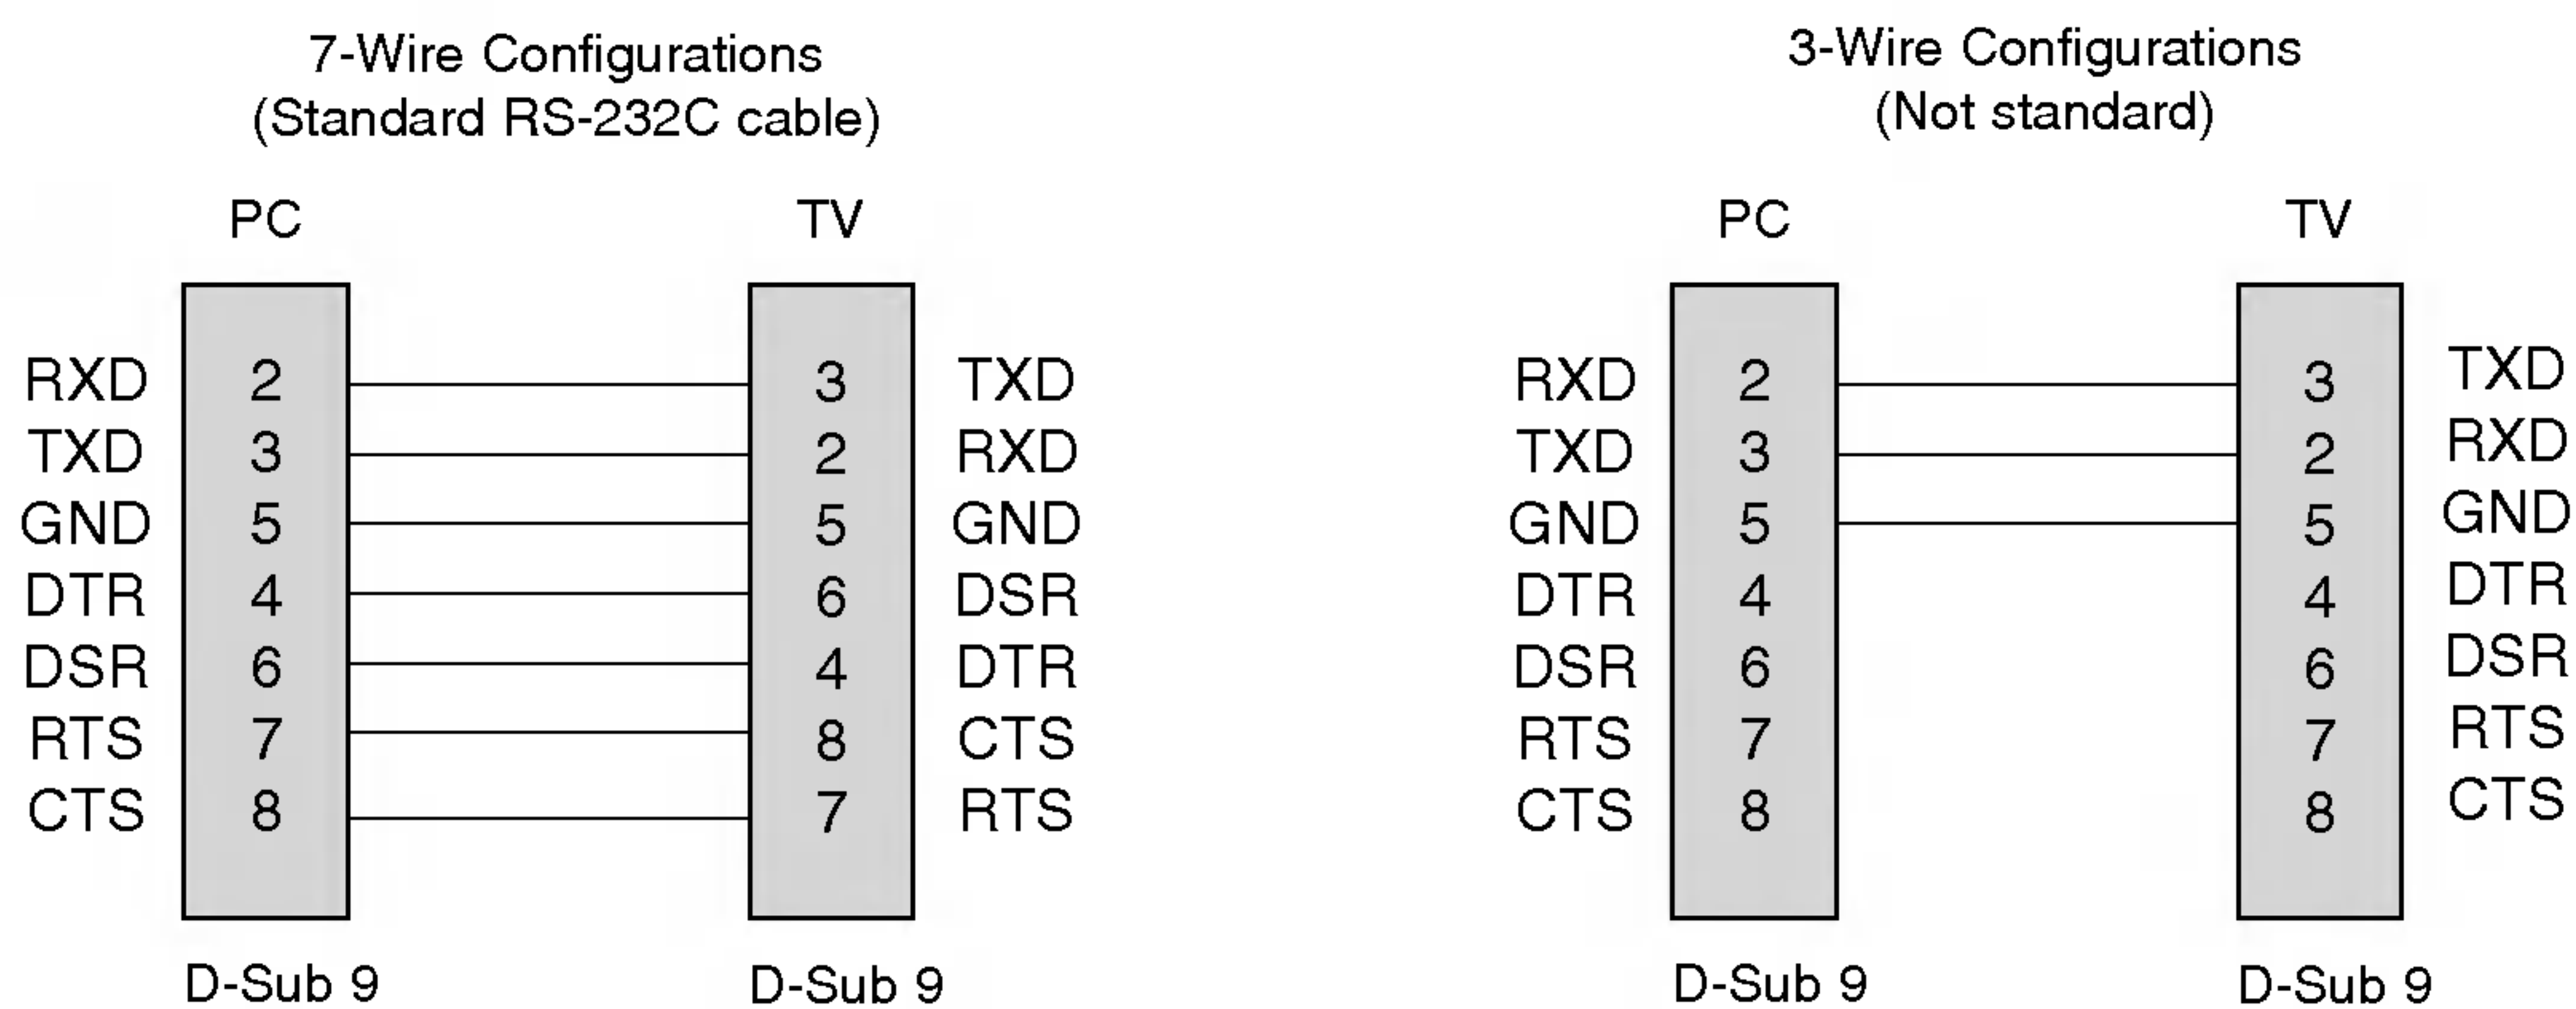 7-Wire Configurations
(Standard RS-232C cable)
PC TV
RXD 2 3 TXD
TXD 3 2 RXD
GND 5 5 GND
DTR 4 6 DSR
DSR 6 4 DTR
RTS 7 8 CTS
CTS 8 7 RTS
D-Sub 9 D-Sub 9
3-Wire Configurations
(Not standard)
PC TV
RXD 2 3 TXD
TXD 3 2 RXD
GND 5 5 GND
DTR 4 4 DTR
DSR 6 6 DSR
RTS 7 7 RTS
CTS 8 8 CTS
D-Sub 9 D-Sub 9